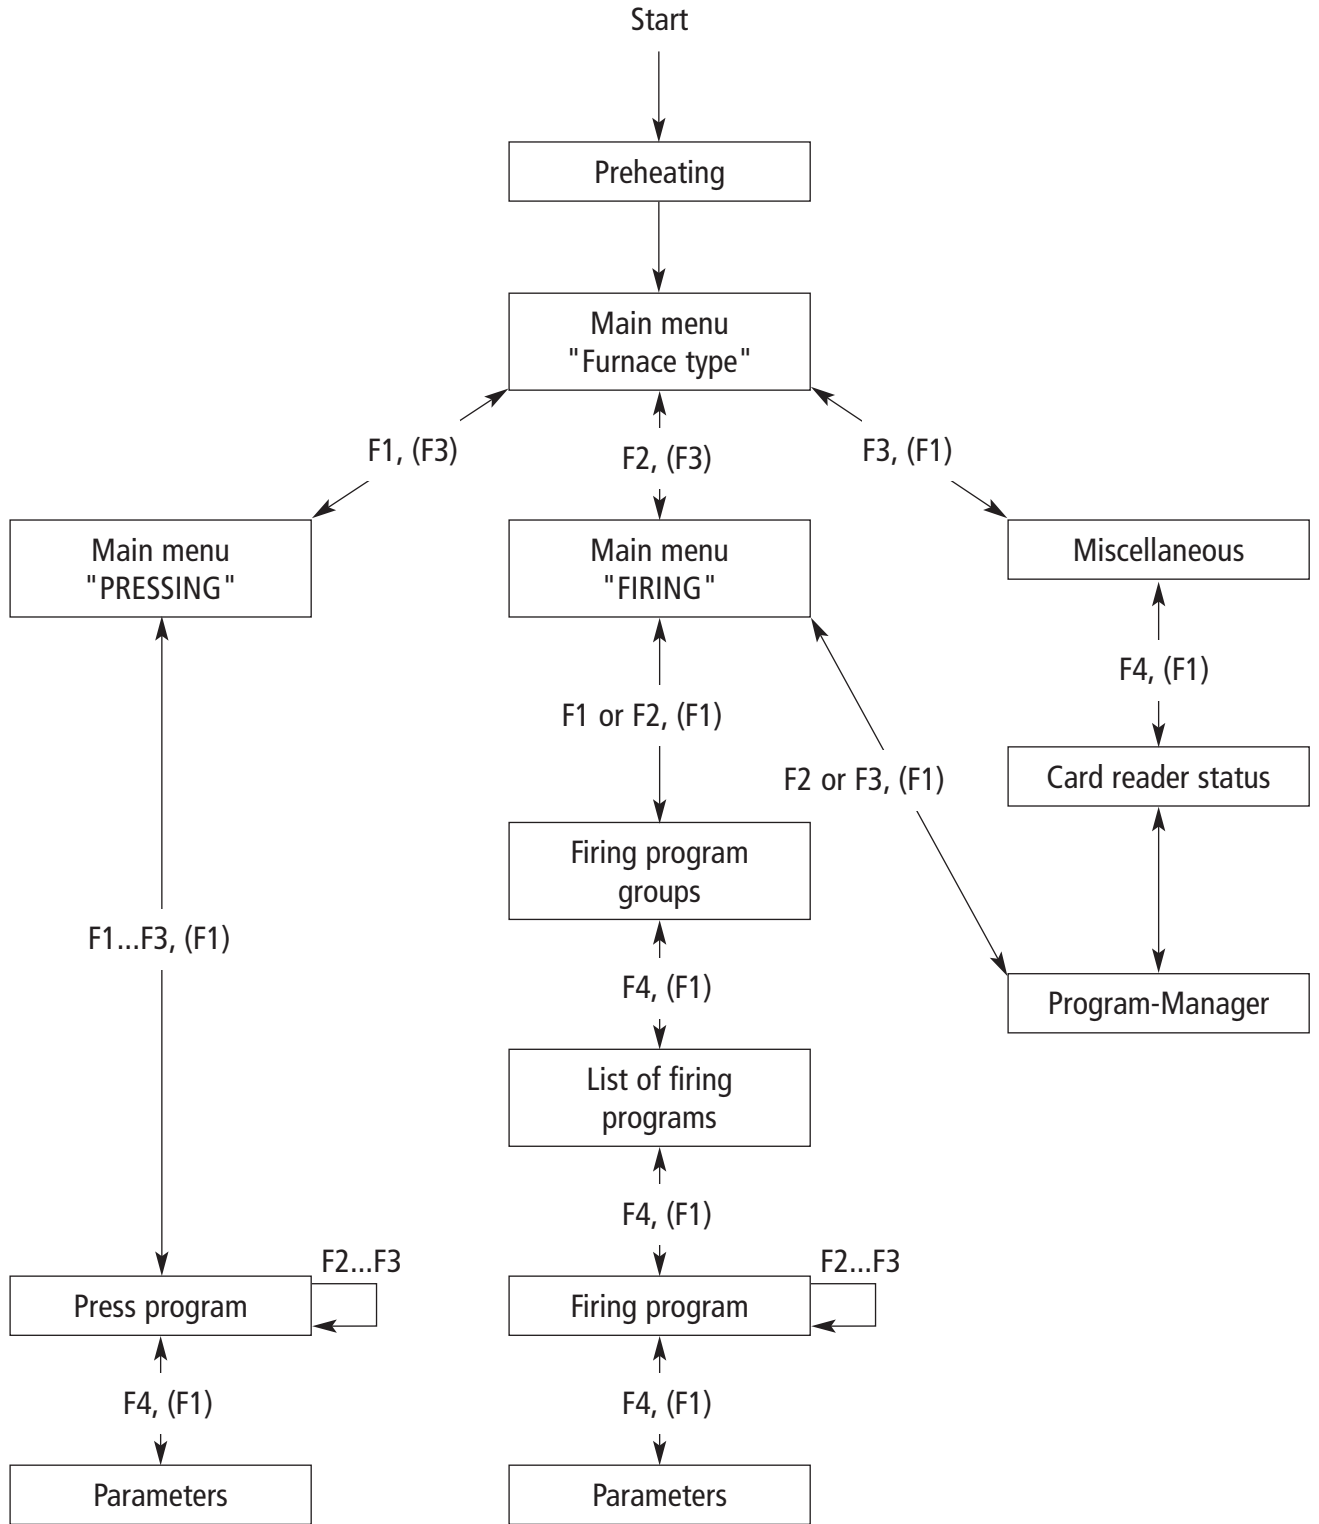 Start
Preheating
Main menu
"Furnace type"
F1, (F3)
F2, (F3)
F3, (F1)
Main menu
"PRESSING"
Main menu
"FIRING"
Miscellaneous
F4, (F1)
F1 or F2, (F1)
F2 or F3, (F1)
Card reader status
Firing program
groups
F1...F3, (F1)
F4, (F1)
Program-Manager
List of firing
programs
F4, (F1)
F2...F3
F2...F3
Press program
Firing program
F4, (F1)
F4, (F1)
Parameters
Parameters